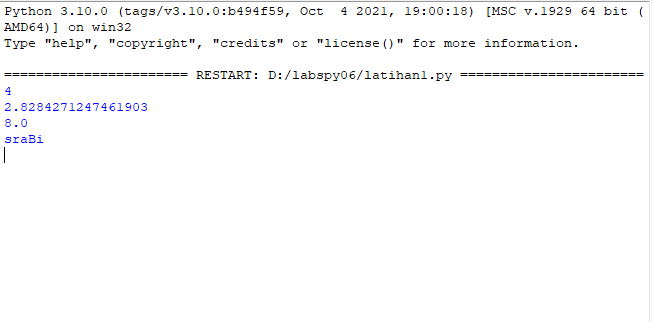 Python 3.10.0 (tags/v3.10.0:b494f59, Oct  4 2021, 19:00:18) [MSC v.1929 64 bit (
AMD64)] on win32
Type "help", "copyright", "credits" or "license()" for more information.
======================= RESTART: D:/labspy06/latihan1.py =======================
4
2.8284271247461903
8.0
sraBi